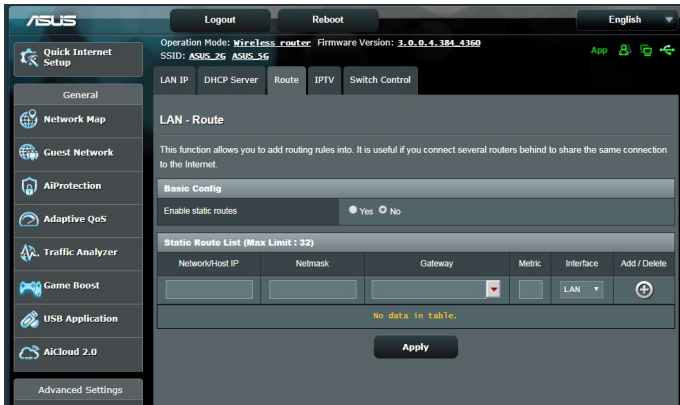 ASUS
Logout
Reboot
English
Quick Internet
Setup
Operation Mode: Wireless router Firmware Version: 3.0.0.4.384_4360
SSID: ASUS_2G ASUS_5G
App
General
Network Map
Guest Network
AiProtection
Adaptive QoS
Traffic Analyzer
Game Boost
USB Application
AiCloud 2.0
Advanced Settings
LAN IP DHCP Server Route IPTV Switch Control
LAN - Route
This function allows you to add routing rules into. It is useful if you connect several routers behind to share the same connection
to the Internet.
Basic Config
Enable static routes Yes No
Static Route List (Max Limit : 32)
Network/Host IP Netmask Gateway Metric Interface Add / Delete
LAN
No data in table.
Apply